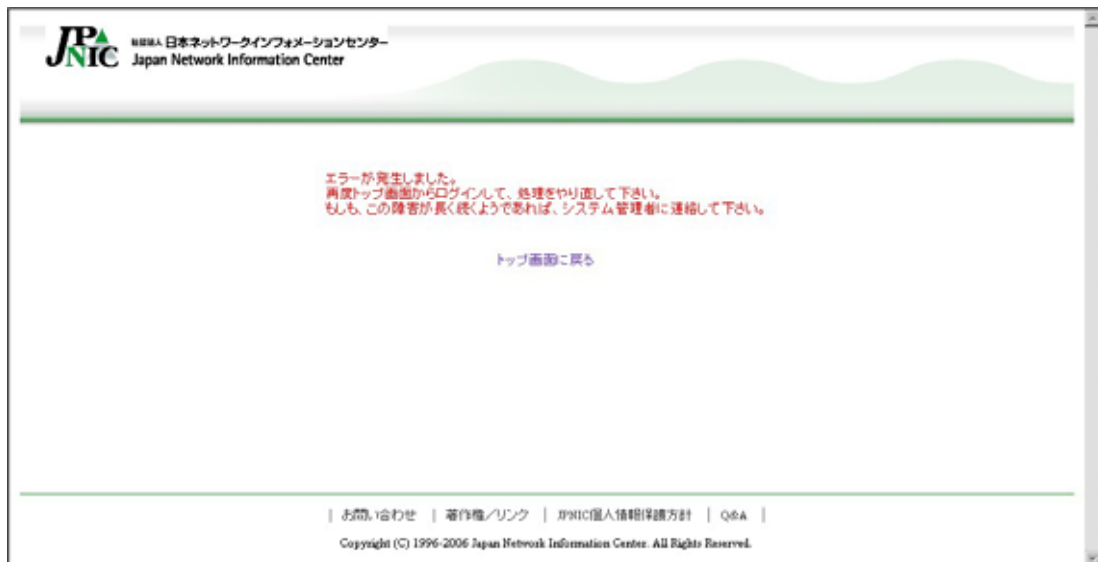 JPNIC
社団法人 日本ネットワークインフォメーションセンター
Japan Network Information Center
エラーが発生しました。
再度トップ画面からログインして、処理をやり直して下さい。
もしも、この障害が長く続くようであれば、システム管理者に連絡して下さい。
トップ画面に戻る
| お問い合わせ | 著作権／リンク | JPNIC個人情報保護方針 | Q&A |
Copyright (C) 1996-2006 Japan Network Information Center. All Rights Reserved.